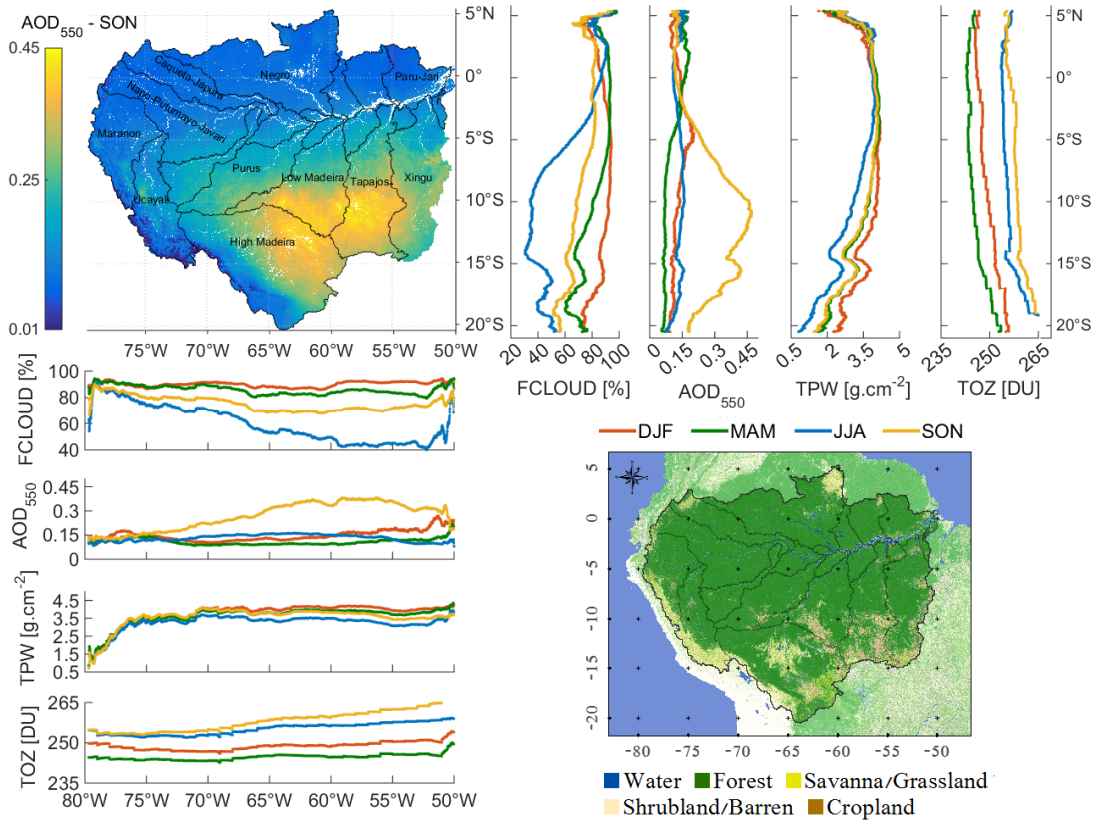 AOD550 - SON
0.45
0.25
0.01
Caqueta-Japura
Negro
Paru-Jari
Napo-Putumayo-Javari
Maranon
Purus
Low Madeira
Tapajos
Xingu
Ucayali
High Madeira
5°N
0°
5°S
10°S
15°S
20°S
75°W 70°W 65°W 60°W 55°W 50°W
5°N
0°
5°S
10°S
15°S
20°S
20 40 60 80 100
FCLOUD [%]
0 0.15 0.3 0.45
AOD550
0.5 2 3.5 5
TPW [g.cm-2]
235 250 265
TOZ [DU]
DJF MAM JJA SON
FCLOUD [%]
100
80
60
40
AOD550
0.45
0.3
0.15
0
TPW [g.cm-2]
4.5
3.5
2.5
1.5
0.5
TOZ [DU]
265
250
235
80°W 75°W 70°W 65°W 60°W 55°W 50°W
5
0
-5
-10
-15
-20
-80 -75 -70 -65 -60 -55 -50
Water Forest Savanna/Grassland
Shrubland/Barren Cropland